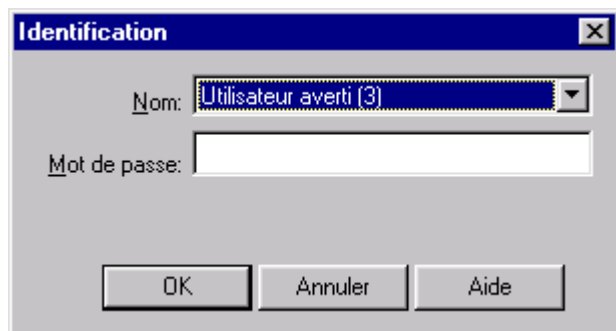 Identification
Nom: Utilisateur averti (3)
Mot de passe:
OK Annuler Aide